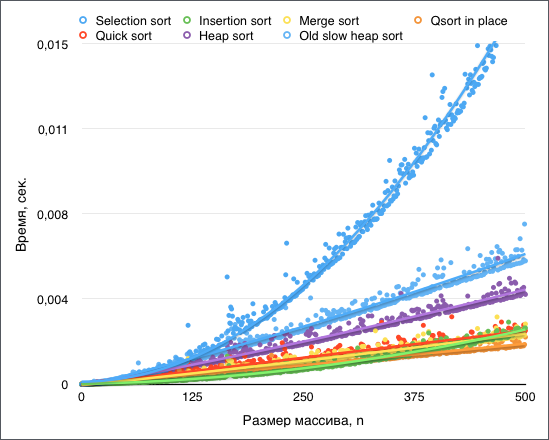 Selection sort Insertion sort Merge sort Qsort in place
Quick sort Heap sort Old slow heap sort
0,015
0,011
0,008
0,004
0
Время, сек.
0 125 250 375 500
Размер массива, n